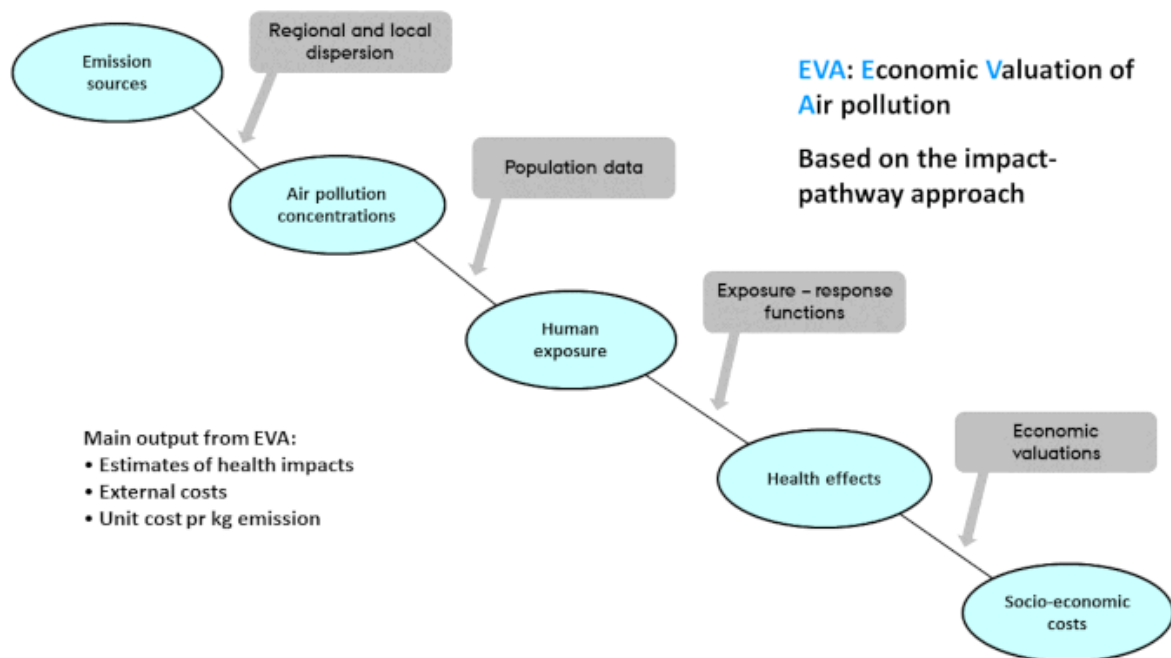 Regional and local
dispersion
Emission
sources
EVA: Economic Valuation of
Air pollution
Based on the impact-
pathway approach
Population data
Air pollution
concentrations
Exposure – response
functions
Human
exposure
Economic
valuations
Main output from EVA:
• Estimates of health impacts
• External costs
• Unit cost pr kg emission
Health effects
Socio-economic
costs